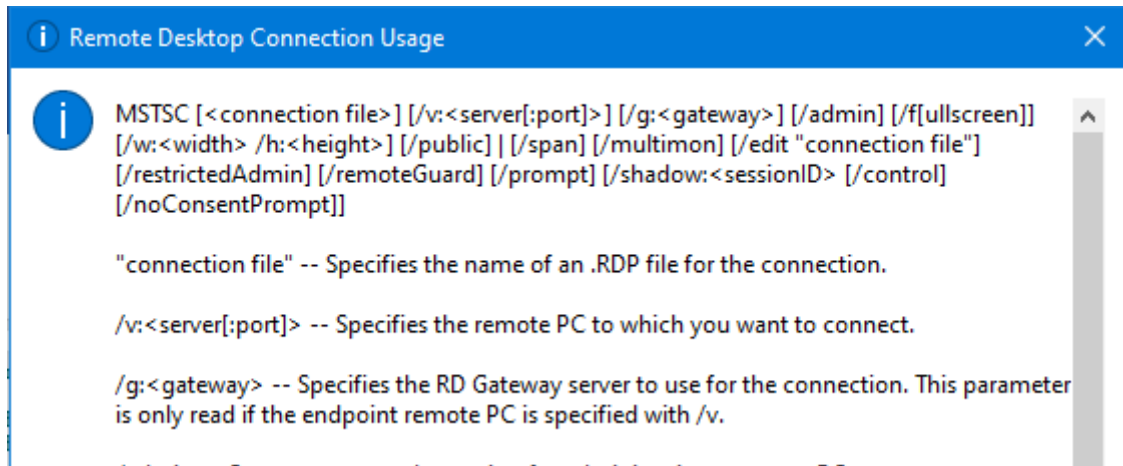 Remote Desktop Connection Usage
MSTSC [<connection file>] [/v:<server[:port]>] [/g:<gateway>] [/admin] [/f[ullscreen]]
[/w:<width> /h:<height>] [/public] | [/span] [/multimon] [/edit "connection file"]
[/restrictedAdmin] [/remoteGuard] [/prompt] [/shadow:<sessionID> [/control]
[/noConsentPrompt]]
"connection file" -- Specifies the name of an .RDP file for the connection.
/v:<server[:port]> -- Specifies the remote PC to which you want to connect.
/g:<gateway> -- Specifies the RD Gateway server to use for the connection. This parameter
is only read if the endpoint remote PC is specified with /v.